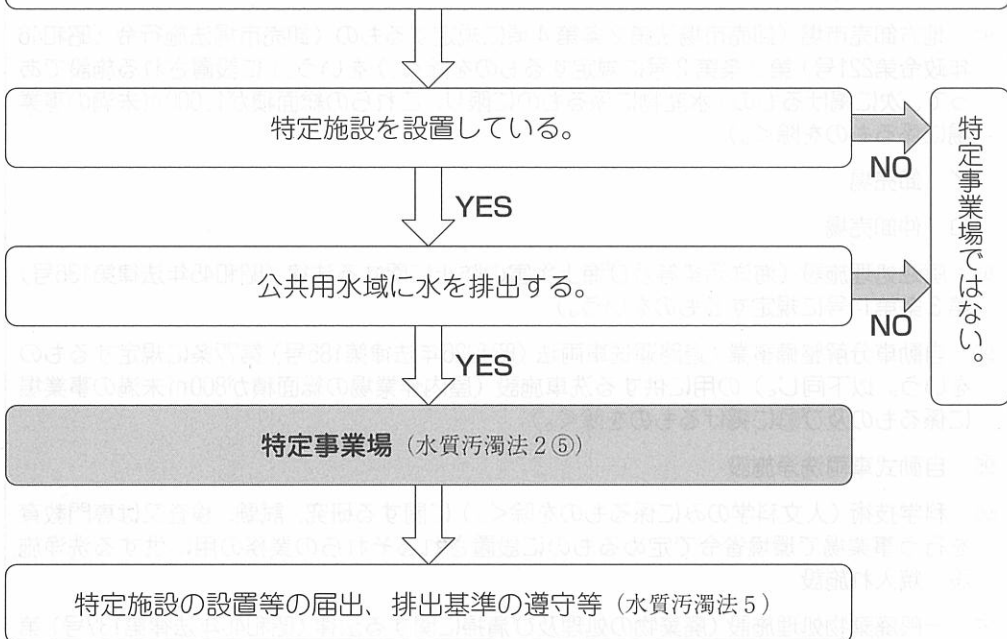 特定施設を設置している。
NO
YES
公共用水域に水を排出する。
NO
YES
特定事業場ではない。
特定事業場（水質汚濁法2⑤）
特定施設の設置等の届出、排出基準の遵守等（水質汚濁法5）